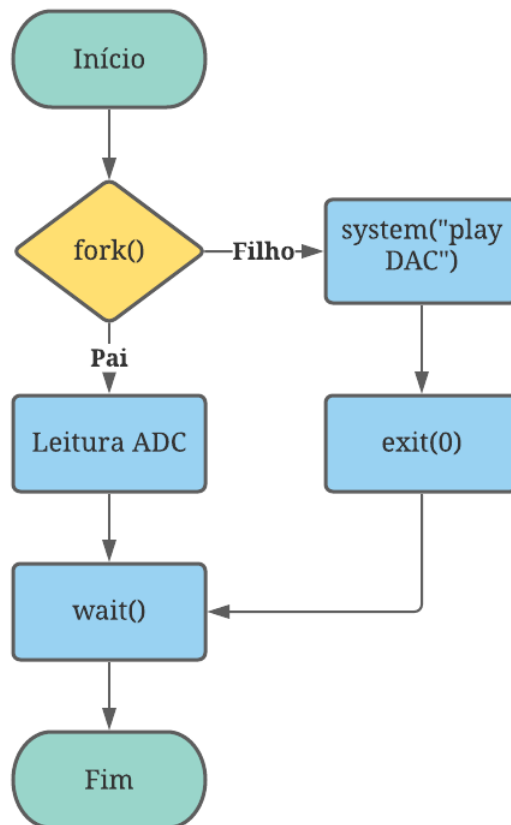 Início
fork()
Filho
system("play
DAC")
Pai
Leitura ADC
exit(0)
wait()
Fim